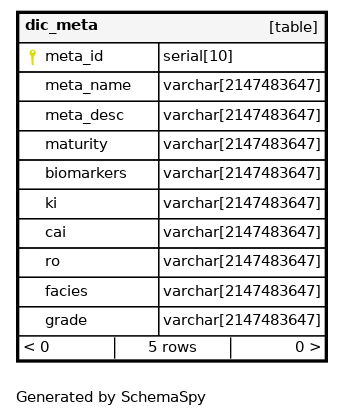 dic_meta [table]
meta_id serial[10]
meta_name varchar[2147483647]
meta_desc varchar[2147483647]
maturity varchar[2147483647]
biomarkers varchar[2147483647]
ki varchar[2147483647]
cai varchar[2147483647]
ro varchar[2147483647]
facies varchar[2147483647]
grade varchar[2147483647]
< 0 5 rows 0 >
Generated by SchemaSpy